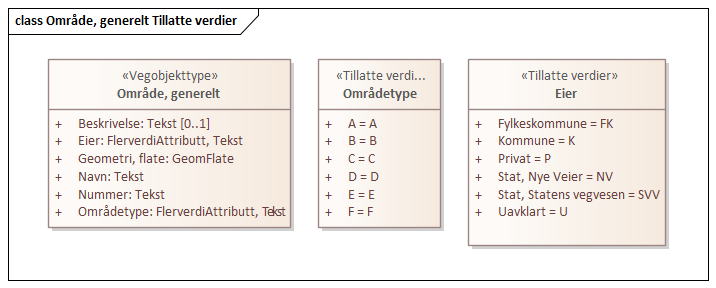 class Område, generelt Tillatte verdier
«Vegobjekttype»
Område, generelt
+ Beskrivelse: Tekst [0..1]
+ Eier: FlerverdiAttributt, Tekst
+ Geometri, flate: GeomFlate
+ Navn: Tekst
+ Nummer: Tekst
+ Områdetype: FlerverdiAttributt, Tekst
«Tillatte verdi...
Områdetype
+ A = A
+ B = B
+ C = C
+ D = D
+ E = E
+ F = F
«Tillatte verdier»
Eier
+ Fylkeskommune = FK
+ Kommune = K
+ Privat = P
+ Stat, Nye Veier = NV
+ Stat, Statens vegvesen = SVV
+ Uavklart = U